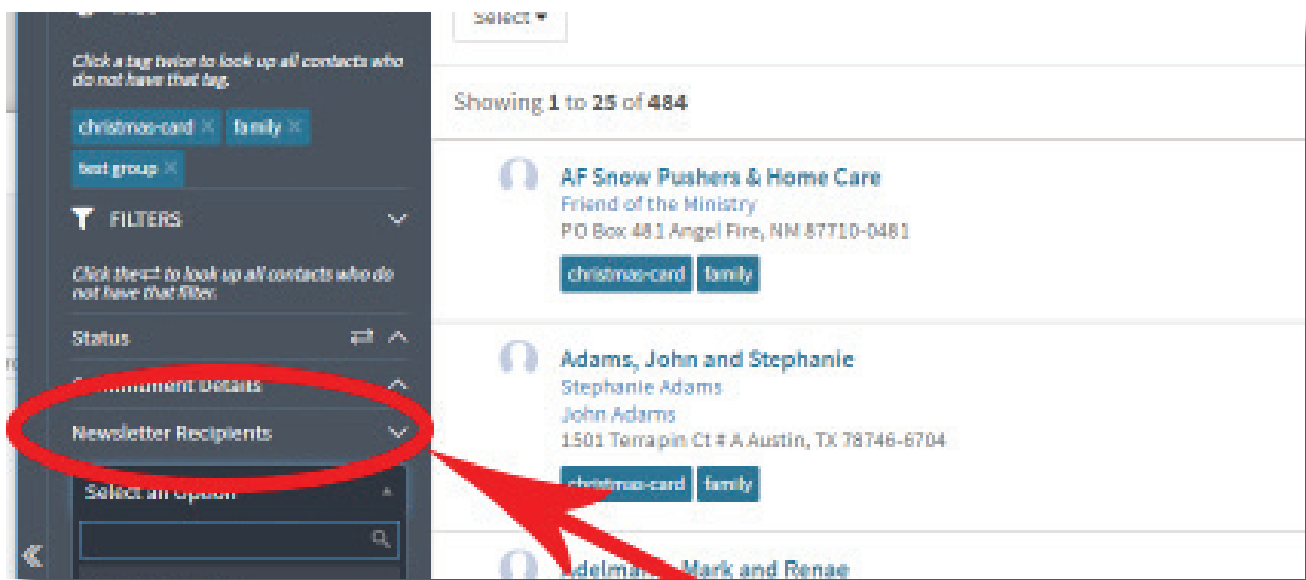 Select
Click a tag twice to look up all contacts who
do not have that tag.
christmas-card × family ×
test group ×
FILTERS
Click the⇄ to look up all contacts who do
not have that filter.
Status
Commitment Details
Newsletter Recipients
Select an Option
Showing 1 to 25 of 484
AF Snow Pushers & Home Care
Friend of the Ministry
PO Box 481 Angel Fire, NM 87710-0481
christmas-card family
Adams, John and Stephanie
Stephanie Adams
John Adams
1501 Terrapin Ct # A Austin, TX 78746-6704
christmas-card family
Mark and Renae